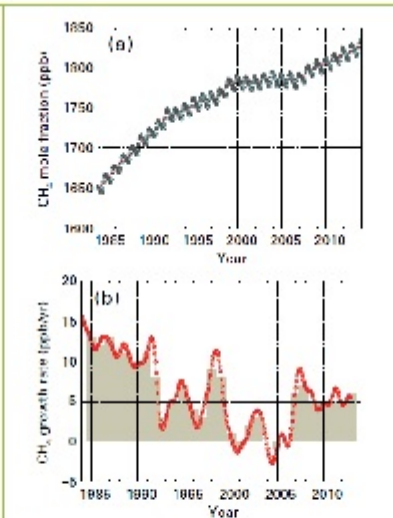 (a)
CH₄ mole fraction (ppb)
1850
1800
1750
1700
1650
1600
1985 1990 1995 2000 2005 2010
Year
(b)
CH₄ growth rate (ppb/yr)
20
15
10
5
0
-5
1985 1990 1995 2000 2005 2010
Year